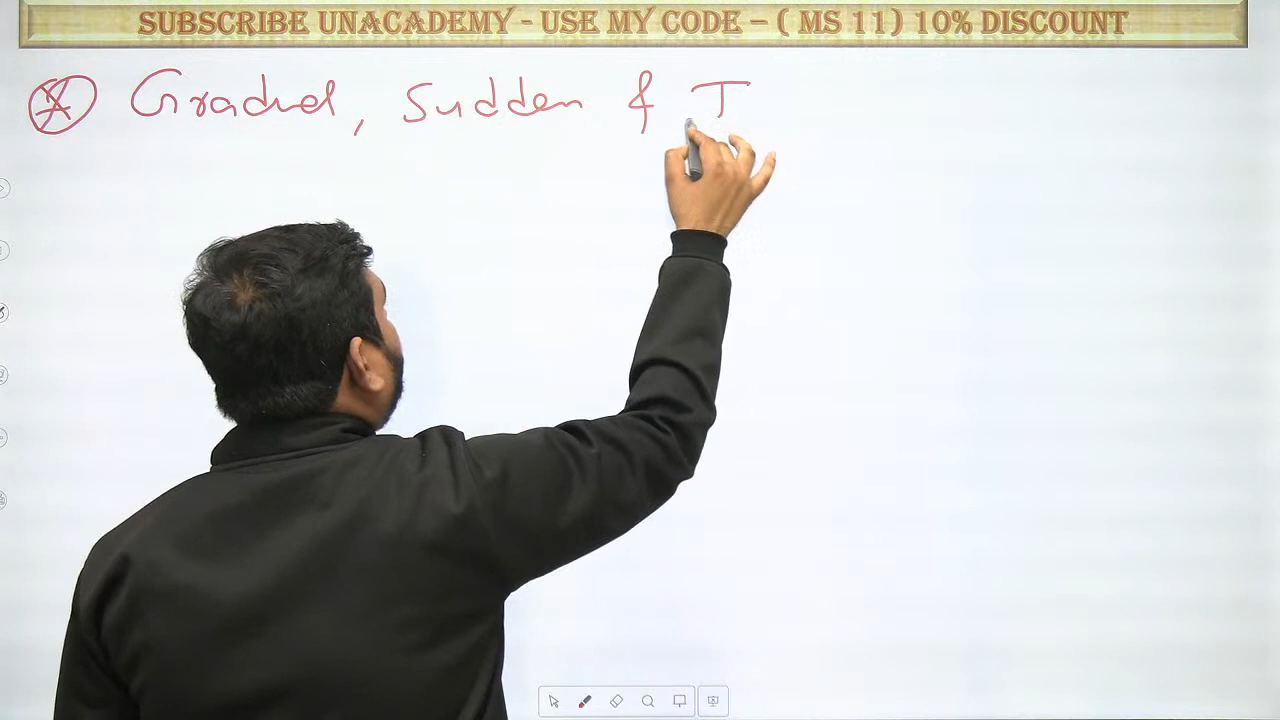 SUBSCRIBE UNACADEMY - USE MY CODE – ( MS 11) 10% DISCOUNT
A Gradual, Sudden & I